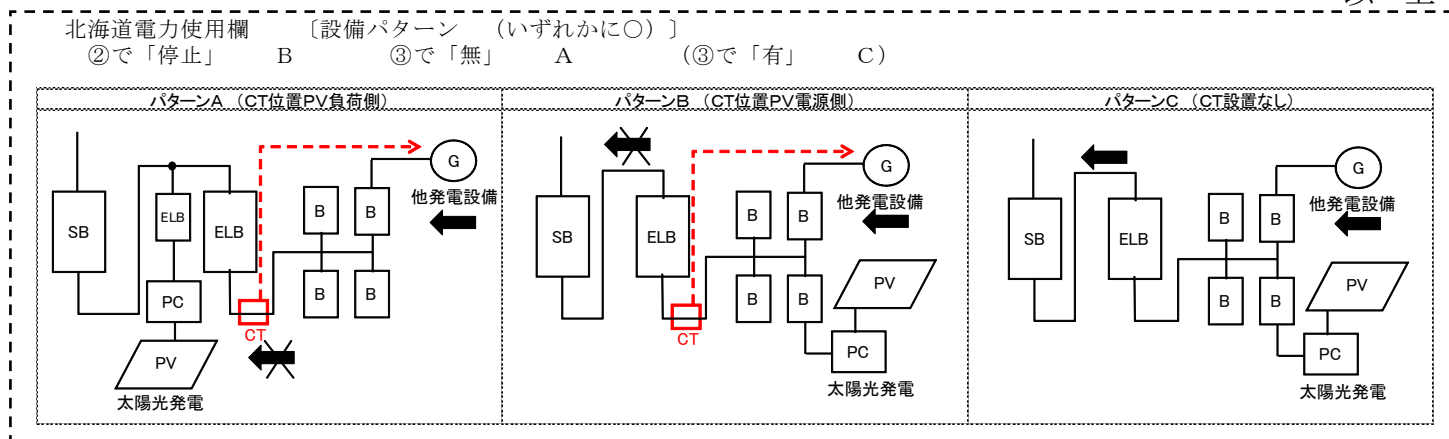 以 上
北海道電力使用欄 〔設備パターン (いずれかに○)〕
②で「停止」 B ③で「無」 A (③で「有」 C)
パターンA (CT位置PV負荷側)
SB
ELB
ELB
PC
PV
太陽光発電
CT
B
B
B
B
G
他発電設備
パターンB (CT位置PV電源側)
SB
ELB
CT
B
B
B
B
G
他発電設備
PV
PC
太陽光発電
パターンC (CT設置なし)
SB
ELB
B
B
B
B
G
他発電設備
PV
PC
太陽光発電